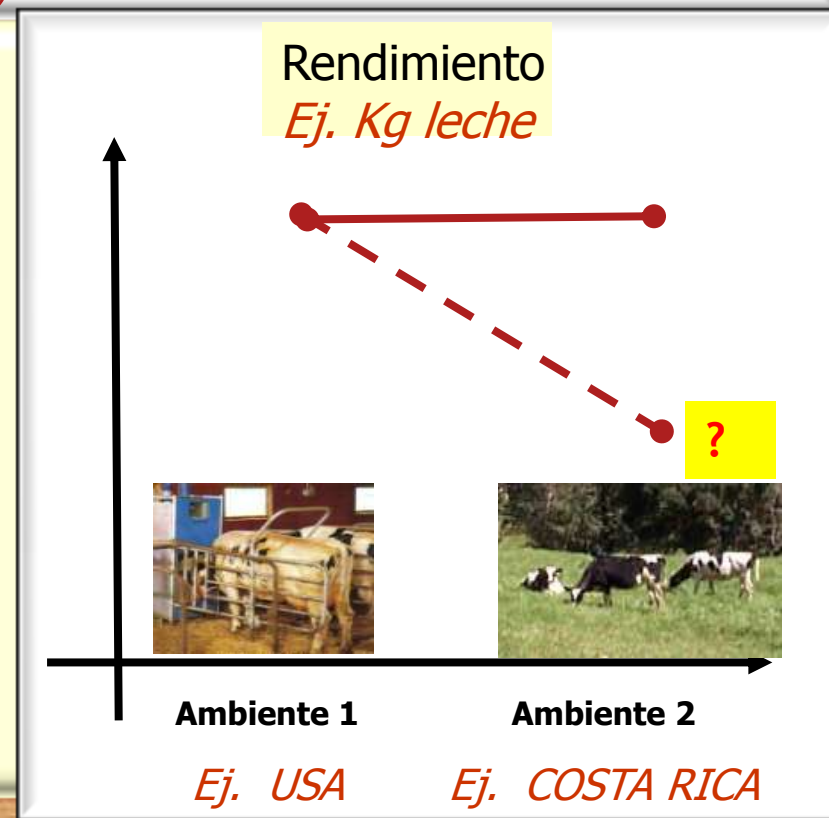 Rendimiento
Ej. Kg leche
?
Ambiente 1
Ambiente 2
Ej. USA
Ej. COSTA RICA